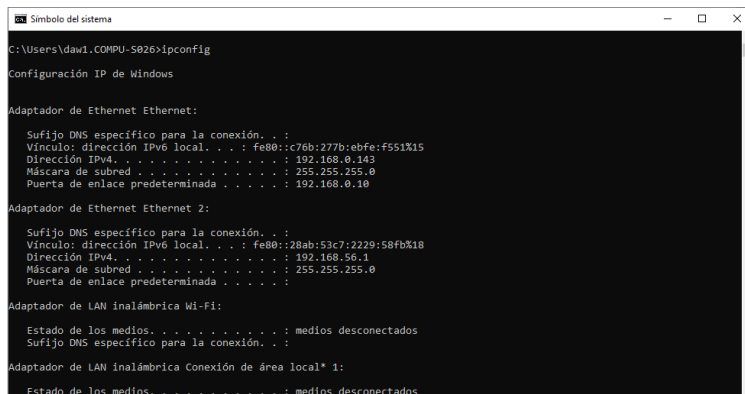 Símbolo del sistema
C:\Users\daw1.COMPU-S026>ipconfig
Configuración IP de Windows
Adaptador de Ethernet Ethernet:
Sufijo DNS específico para la conexión. . :
Vínculo: dirección IPv6 local. . . : fe80::c76b:277b:ebfe:f551%15
Dirección IPv4. . . . . . . . . . . . . . : 192.168.0.143
Máscara de subred . . . . . . . . . . . . : 255.255.255.0
Puerta de enlace predeterminada . . . . . : 192.168.0.10
Adaptador de Ethernet Ethernet 2:
Sufijo DNS específico para la conexión. . :
Vínculo: dirección IPv6 local. . . : fe80::28ab:53c7:2229:58fb%18
Dirección IPv4. . . . . . . . . . . . . . : 192.168.56.1
Máscara de subred . . . . . . . . . . . . : 255.255.255.0
Puerta de enlace predeterminada . . . . . :
Adaptador de LAN inalámbrica Wi-Fi:
Estado de los medios. . . . . . . . . . . : medios desconectados
Sufijo DNS específico para la conexión. . :
Adaptador de LAN inalámbrica Conexión de área local* 1:
Estado de los medios. . . . . . . . . . . : medios desconectados